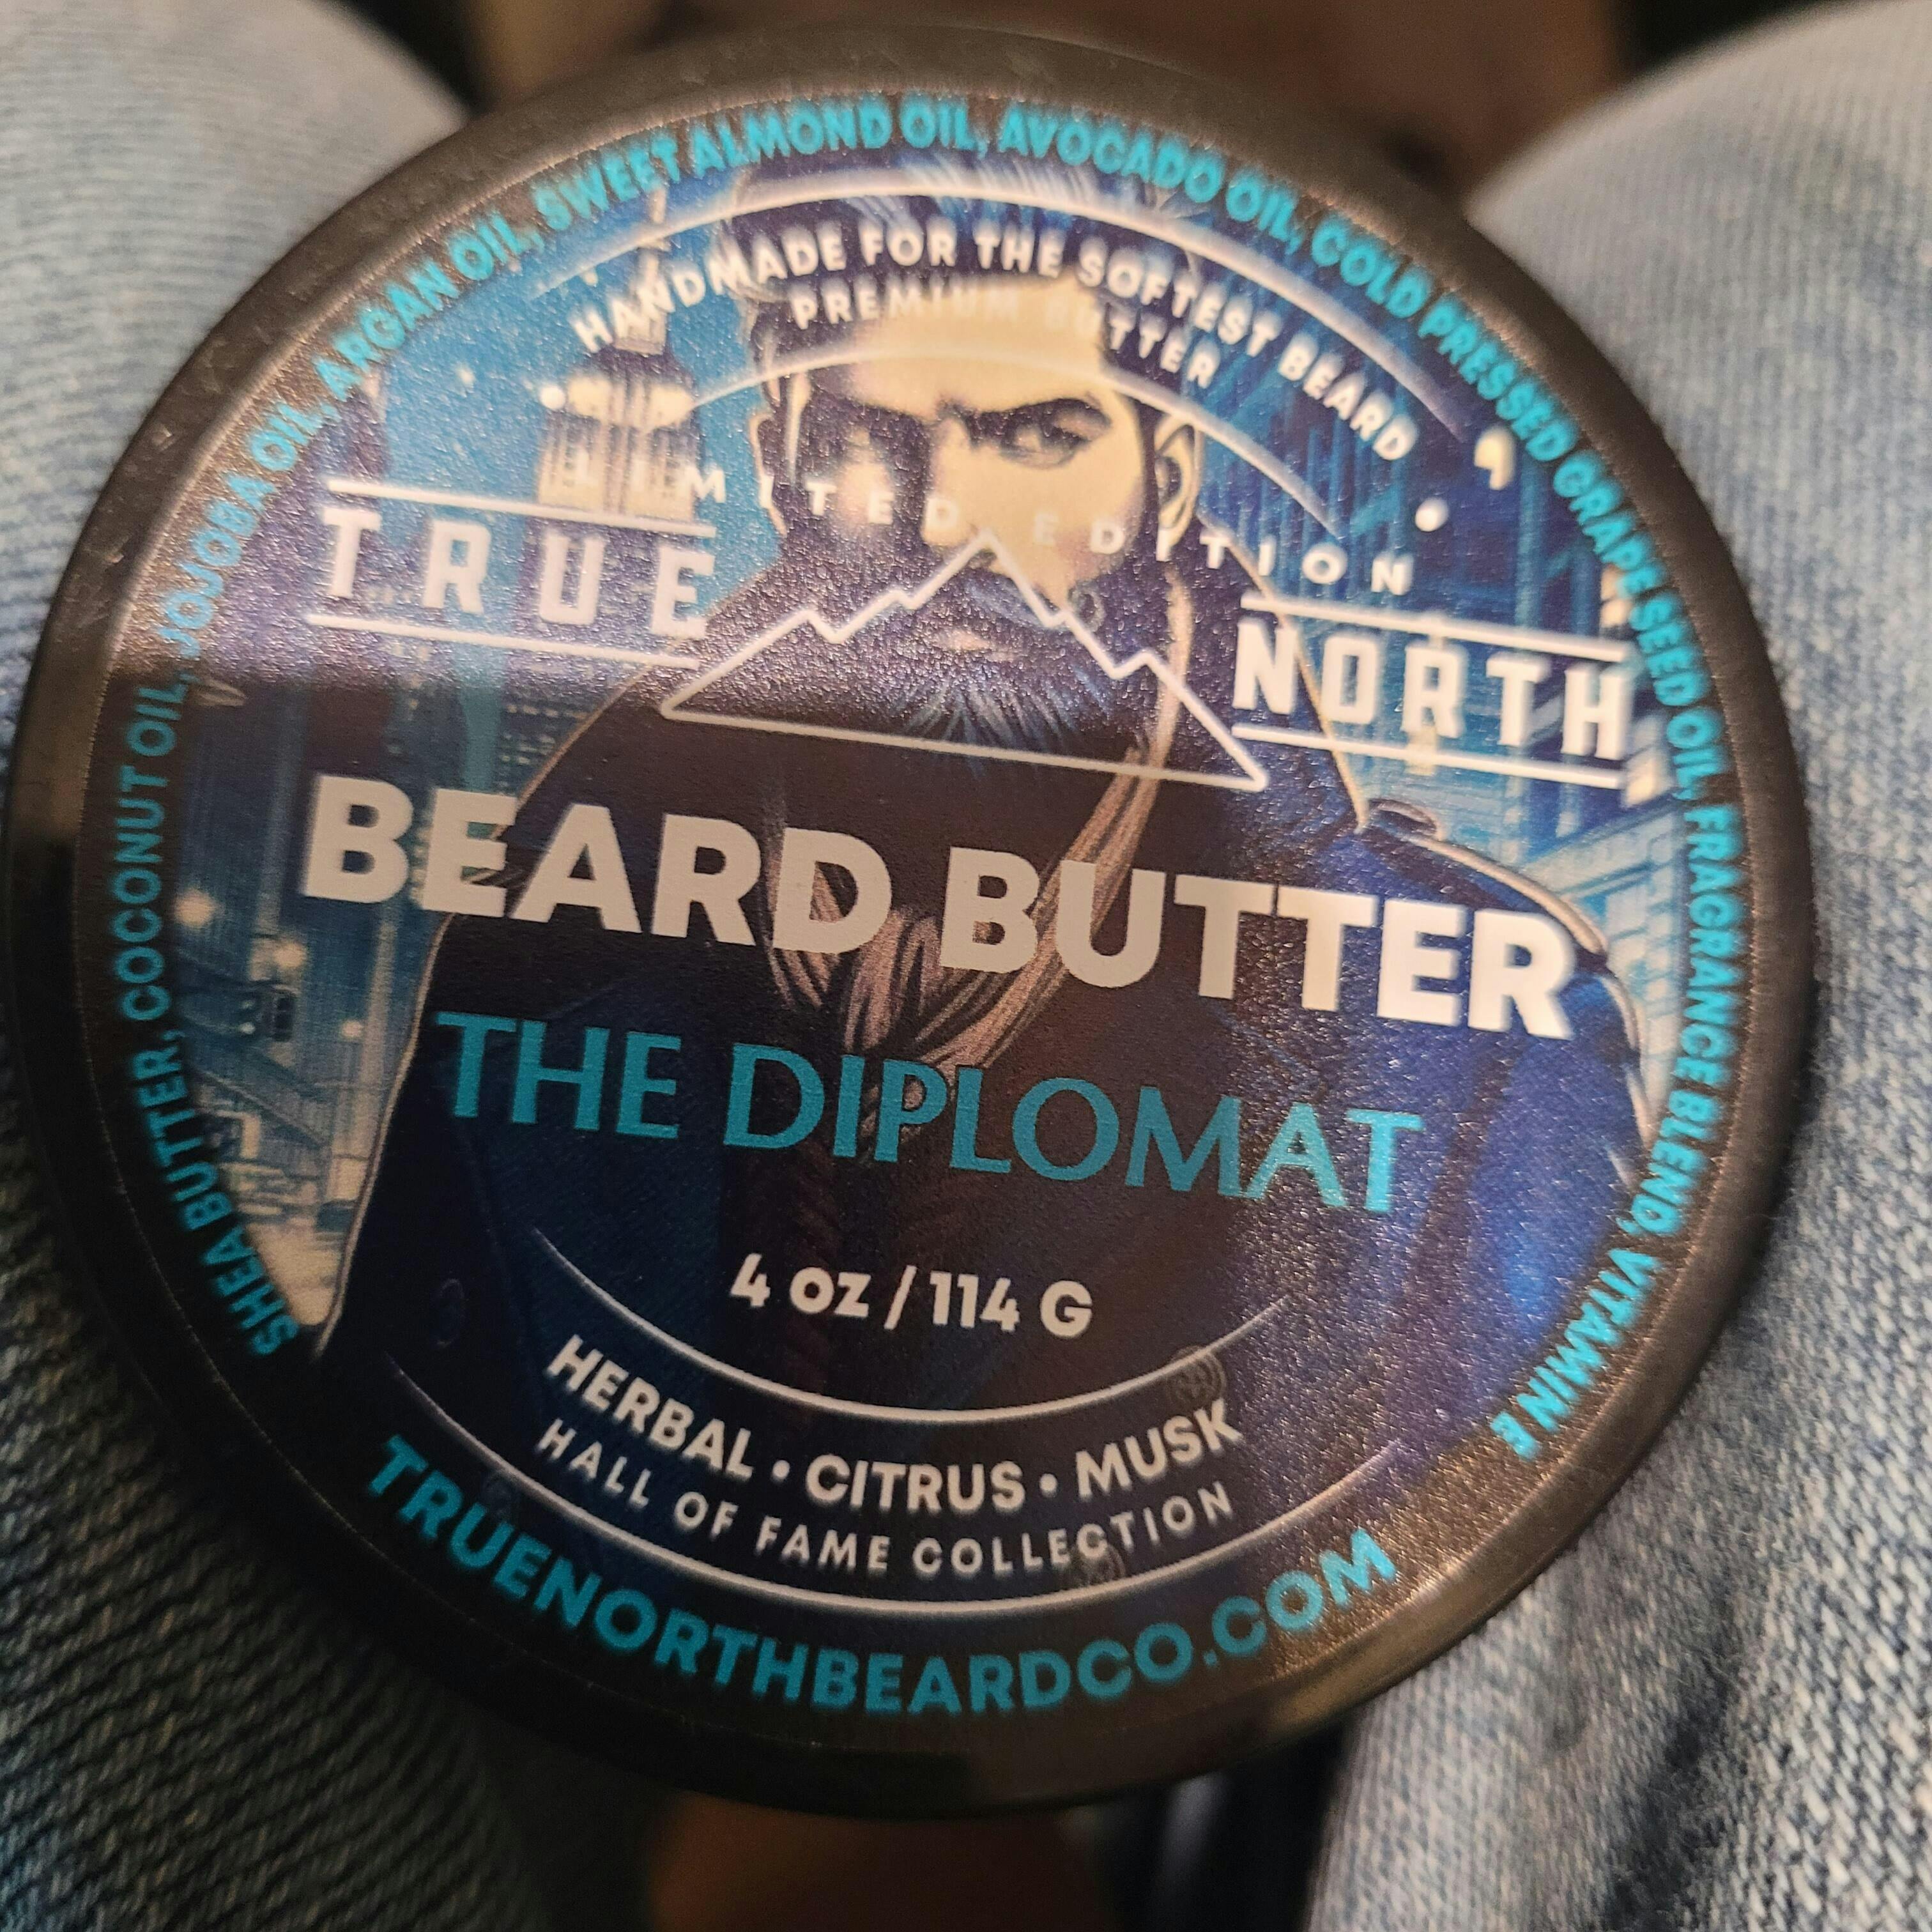 SHEA BUTTER, COCONUT OIL, JOJOBA OIL, ARGAN OIL, SWEET ALMOND OIL, AVOCADO OIL, COLD PRESSED GRAPE SEED OIL, FRAGRANCE BLEND, VITAMIN E
HANDMADE FOR THE SOFTEST BEARD
PREMIUM BUTTER
LIMITED EDITION
TRUE NORTH
BEARD BUTTER
THE DIPLOMAT
4 OZ / 114 G
HERBAL • CITRUS • MUSK
HALL OF FAME COLLECTION
TRUENORTHBEARDCO.COM